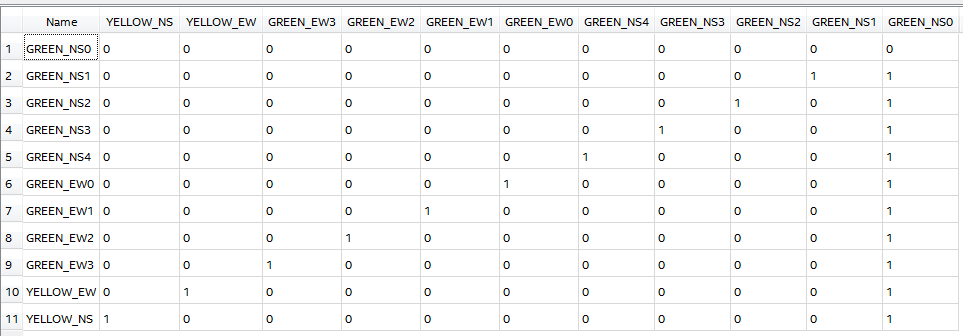 Name YELLOW_NS YELLOW_EW GREEN_EW3 GREEN_EW2 GREEN_EW1 GREEN_EW0 GREEN_NS4 GREEN_NS3 GREEN_NS2 GREEN_NS1 GREEN_NS0
1 GREEN_NS0 0 0 0 0 0 0 0 0 0 0 0
2 GREEN_NS1 0 0 0 0 0 0 0 0 0 1 1
3 GREEN_NS2 0 0 0 0 0 0 0 0 1 0 1
4 GREEN_NS3 0 0 0 0 0 0 0 1 0 0 1
5 GREEN_NS4 0 0 0 0 0 0 1 0 0 0 1
6 GREEN_EW0 0 0 0 0 0 1 0 0 0 0 1
7 GREEN_EW1 0 0 0 0 1 0 0 0 0 0 1
8 GREEN_EW2 0 0 0 1 0 0 0 0 0 0 1
9 GREEN_EW3 0 0 1 0 0 0 0 0 0 0 1
10 YELLOW_EW 0 1 0 0 0 0 0 0 0 0 1
11 YELLOW_NS 1 0 0 0 0 0 0 0 0 0 1